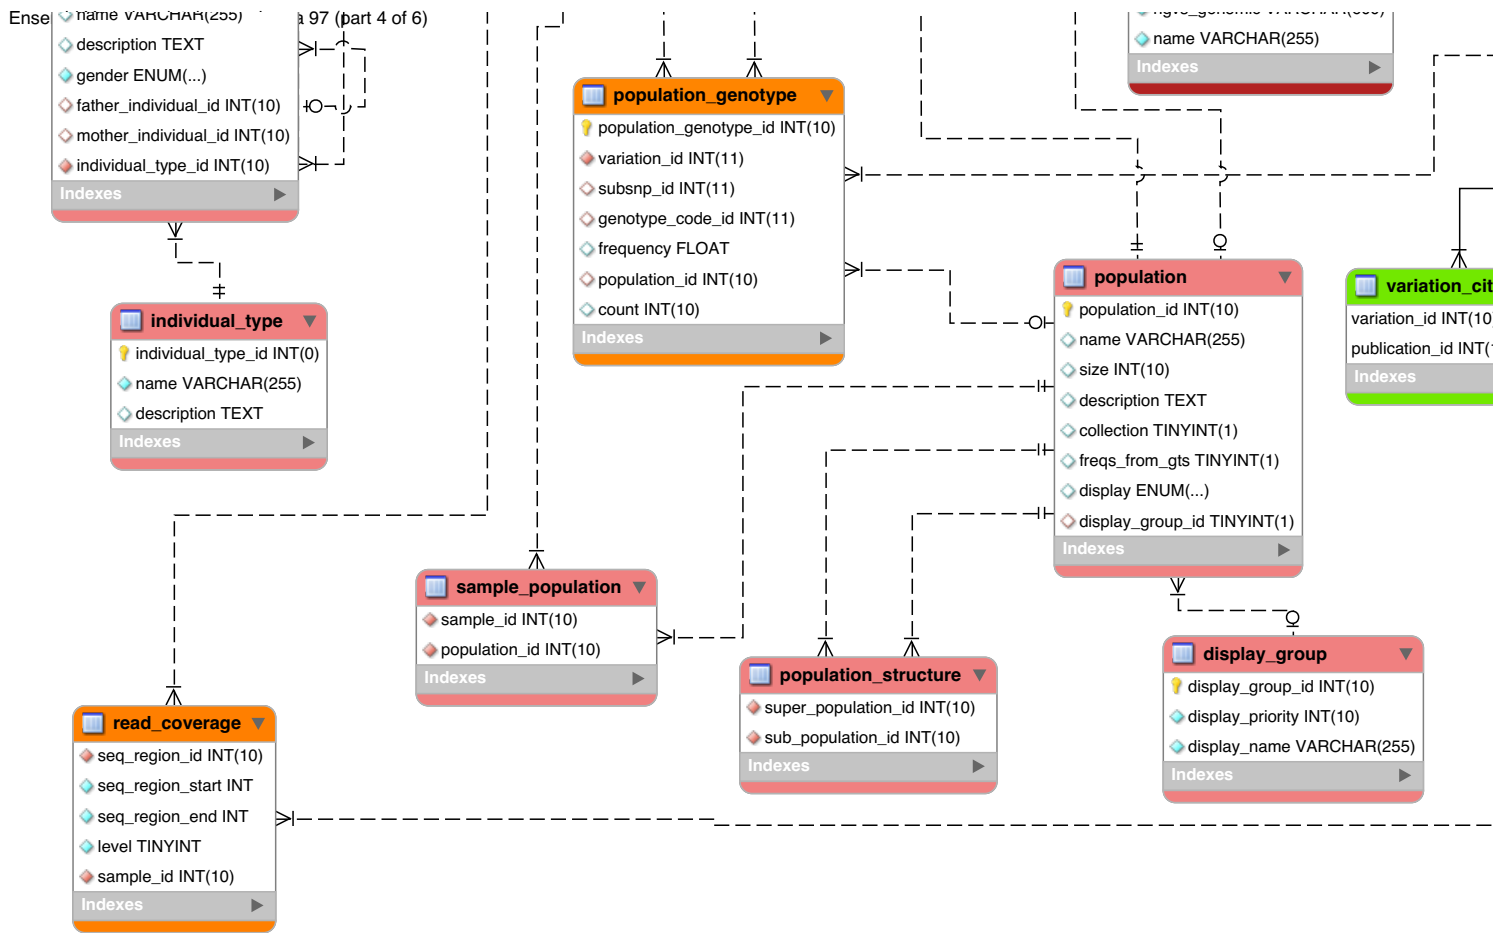 Ense
a 97 (part 4 of 6)
name VARCHAR(255)
description TEXT
gender ENUM(...)
father_individual_id INT(10)
mother_individual_id INT(10)
individual_type_id INT(10)
Indexes
individual_type
individual_type_id INT(0)
name VARCHAR(255)
description TEXT
Indexes
read_coverage
seq_region_id INT(10)
seq_region_start INT
seq_region_end INT
level TINYINT
sample_id INT(10)
Indexes
sample_population
sample_id INT(10)
population_id INT(10)
Indexes
population_genotype
population_genotype_id INT(10)
variation_id INT(11)
subsnp_id INT(11)
genotype_code_id INT(11)
frequency FLOAT
population_id INT(10)
count INT(10)
Indexes
population_structure
super_population_id INT(10)
sub_population_id INT(10)
Indexes
name VARCHAR(255)
Indexes
population
population_id INT(10)
name VARCHAR(255)
size INT(10)
description TEXT
collection TINYINT(1)
freqs_from_gts TINYINT(1)
display ENUM(...)
display_group_id TINYINT(1)
Indexes
display_group
display_group_id INT(10)
display_priority INT(10)
display_name VARCHAR(255)
Indexes
variation_cit
variation_id INT(10
publication_id INT(
Indexes